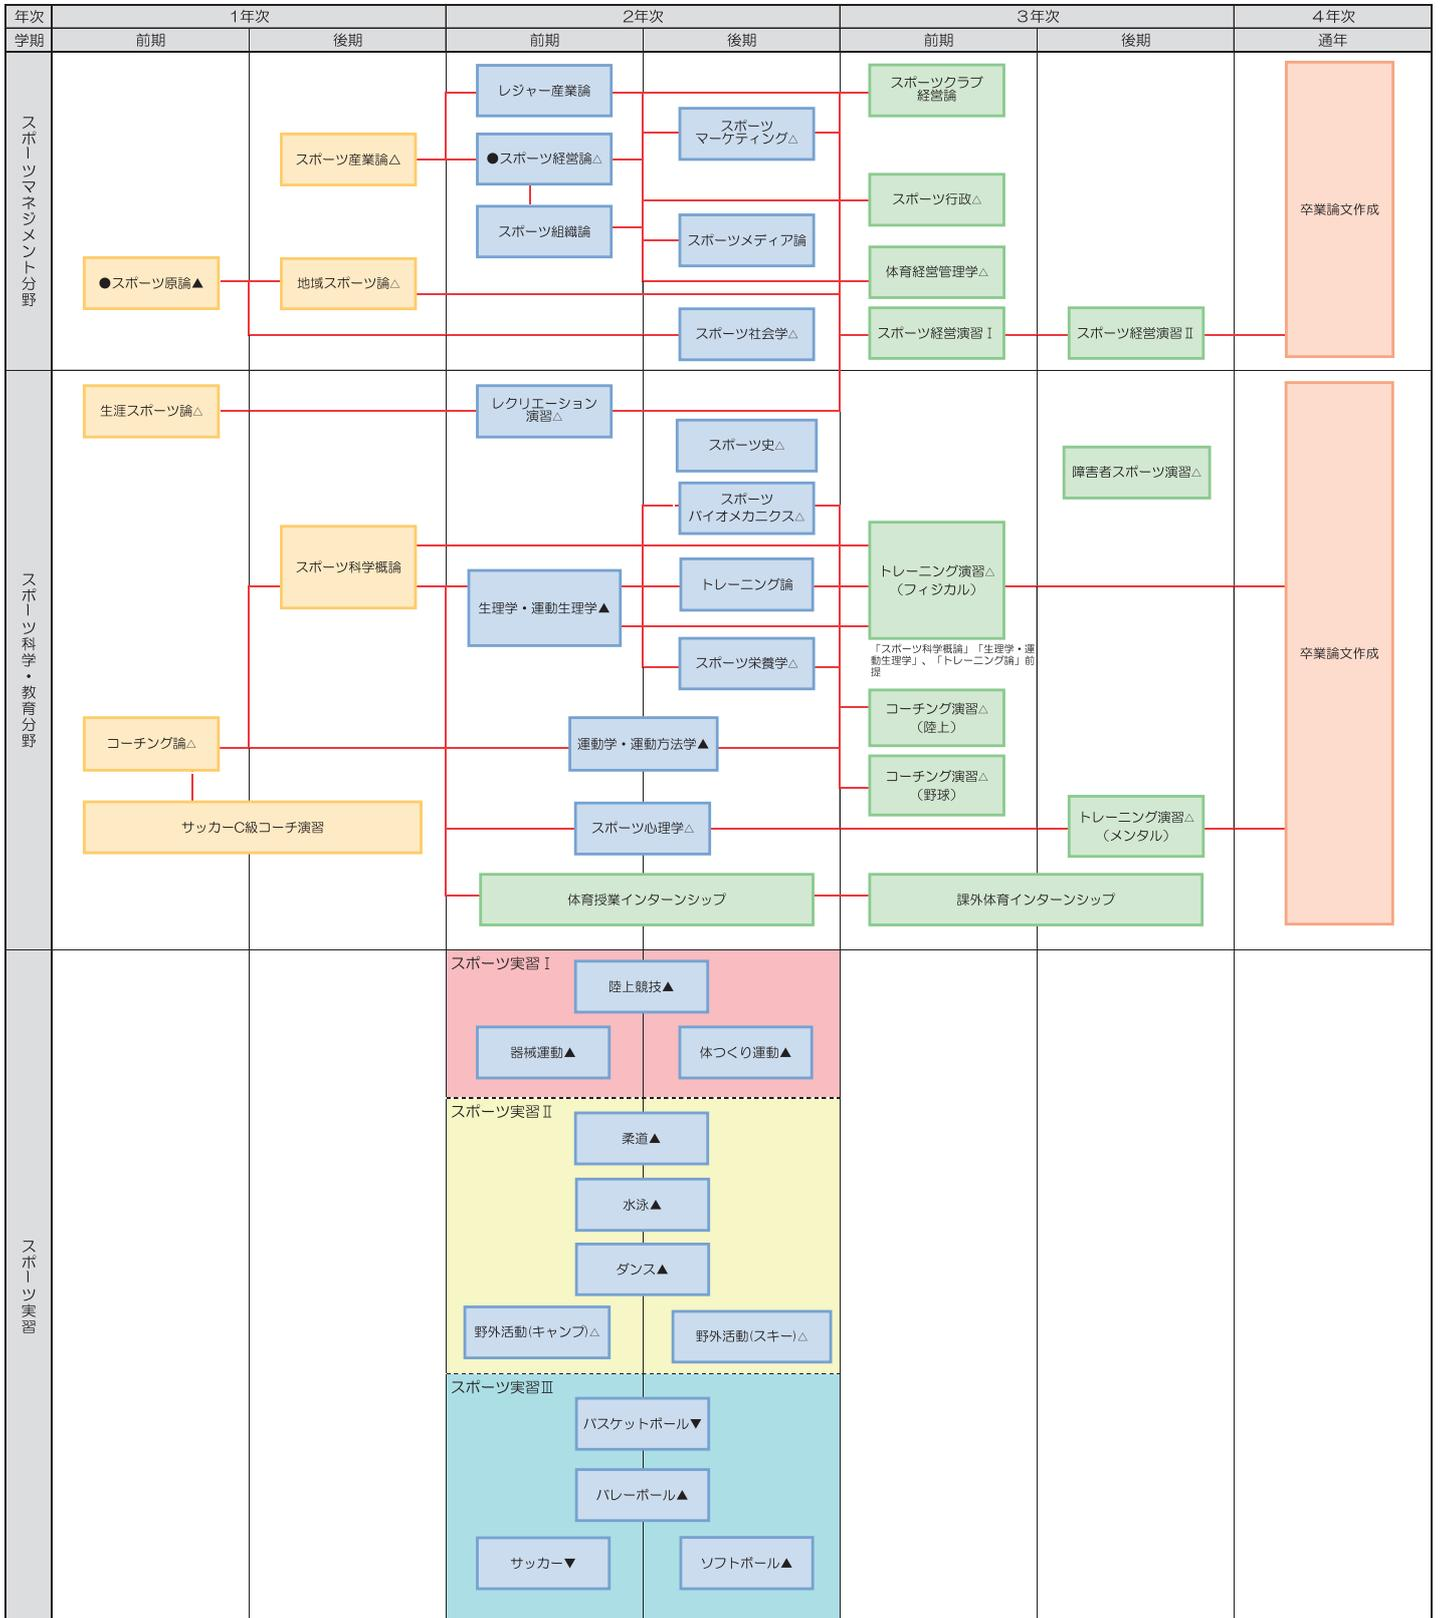 年次
1年次
2年次
3年次
4年次
学期
前期
後期
前期
後期
前期
後期
通年
スポーツマネジメント分野
レジャー産業論
スポーツクラブ
経営論
スポーツ
マーケティング△
スポーツ産業論△
●スポーツ経営論△
スポーツ行政△
卒業論文作成
スポーツ組織論
スポーツメディア論
●スポーツ原論▲
地域スポーツ論△
体育経営管理学△
スポーツ社会学△
スポーツ経営演習Ⅰ
スポーツ経営演習Ⅱ
スポーツ科学・教育分野
生涯スポーツ論△
レクリエーション
演習△
スポーツ史△
障害者スポーツ演習△
スポーツ
バイオメカニクス△
スポーツ科学概論
トレーニング演習△
（フィジカル）
トレーニング論
生理学・運動生理学▲
「スポーツ科学概論」「生理学・運
動生理学」、「トレーニング論」前
提
スポーツ栄養学△
卒業論文作成
コーチング演習△
（陸上）
コーチング論△
運動学・運動方法学▲
コーチング演習△
（野球）
サッカーC級コーチ演習
スポーツ心理学△
トレーニング演習△
（メンタル）
体育授業インターンシップ
課外体育インターンシップ
スポーツ実習
スポーツ実習Ⅰ
陸上競技▲
器械運動▲
体つくり運動▲
スポーツ実習Ⅱ
柔道▲
水泳▲
ダンス▲
野外活動(キャンプ)△
野外活動(スキー)△
スポーツ実習Ⅲ
バスケットボール▼
バレーボール▲
サッカー▼
ソフトボール▲